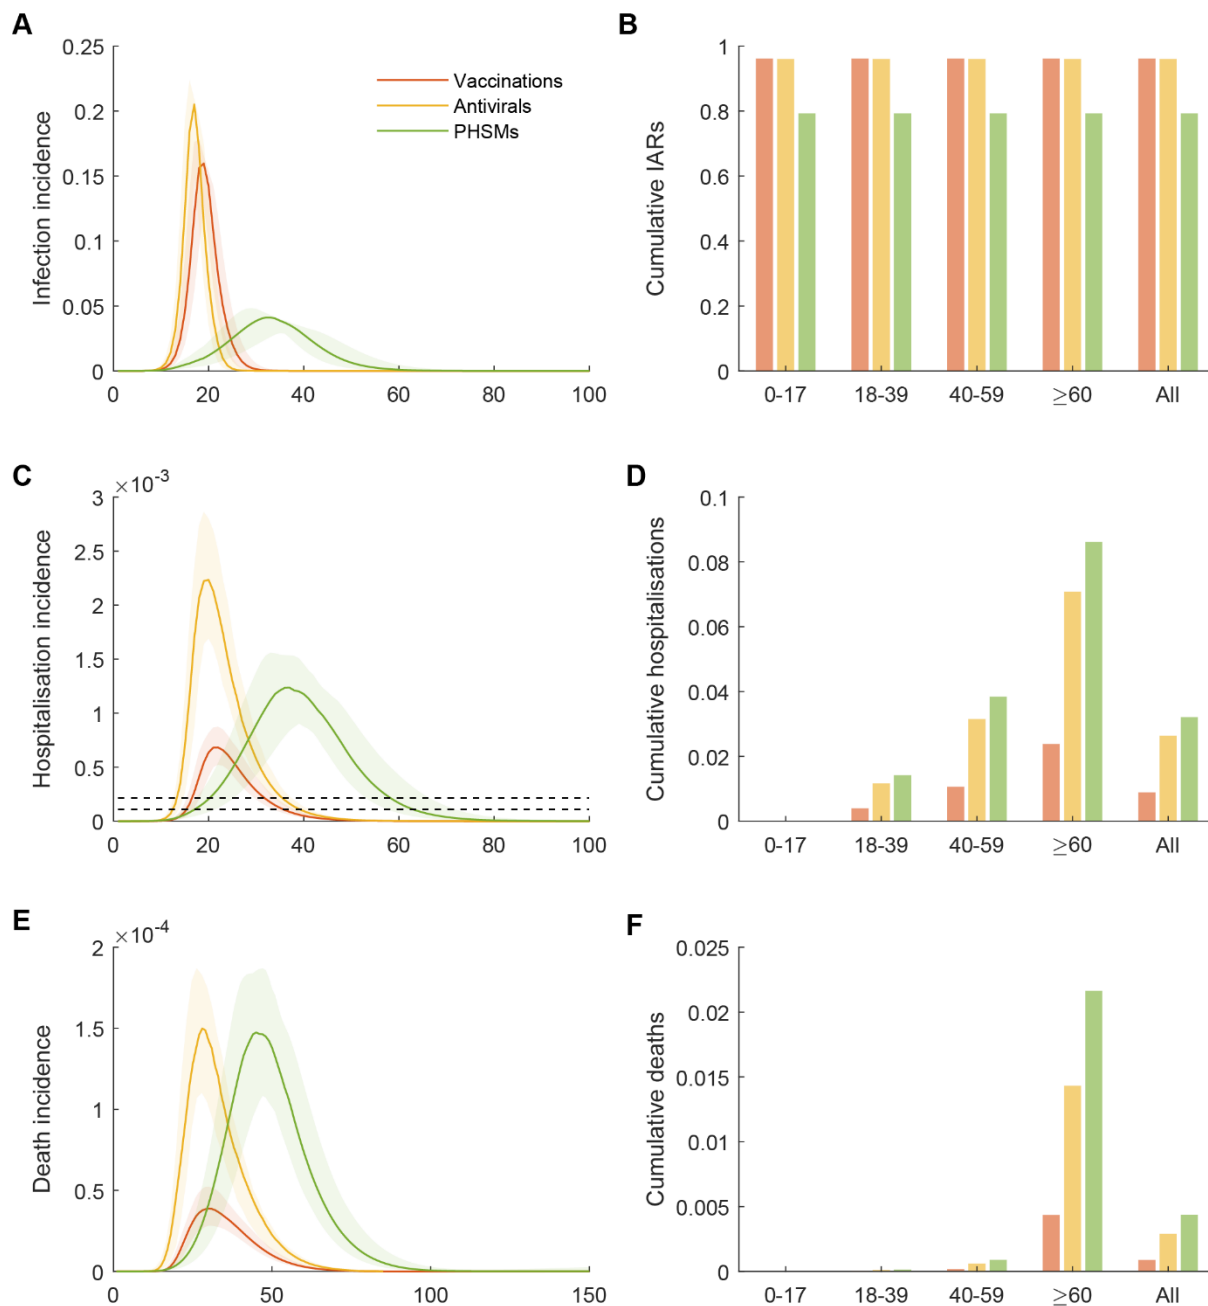 A
Infection incidence
0.25
0.2
0.15
0.1
0.05
0
Vaccinations
Antivirals
PHSMs
0 20 40 60 80 100
B
Cumulative IARs
1
0.8
0.6
0.4
0.2
0
0-17 18-39 40-59 ≥60 All
C
×10⁻³
Hospitalisation incidence
3
2.5
2
1.5
1
0.5
0
0 20 40 60 80 100
D
Cumulative hospitalisations
0.1
0.08
0.06
0.04
0.02
0
0-17 18-39 40-59 ≥60 All
E
×10⁻⁴
Death incidence
2
1.5
1
0.5
0
0 50 100 150
F
Cumulative deaths
0.025
0.02
0.015
0.01
0.005
0
0-17 18-39 40-59 ≥60 All